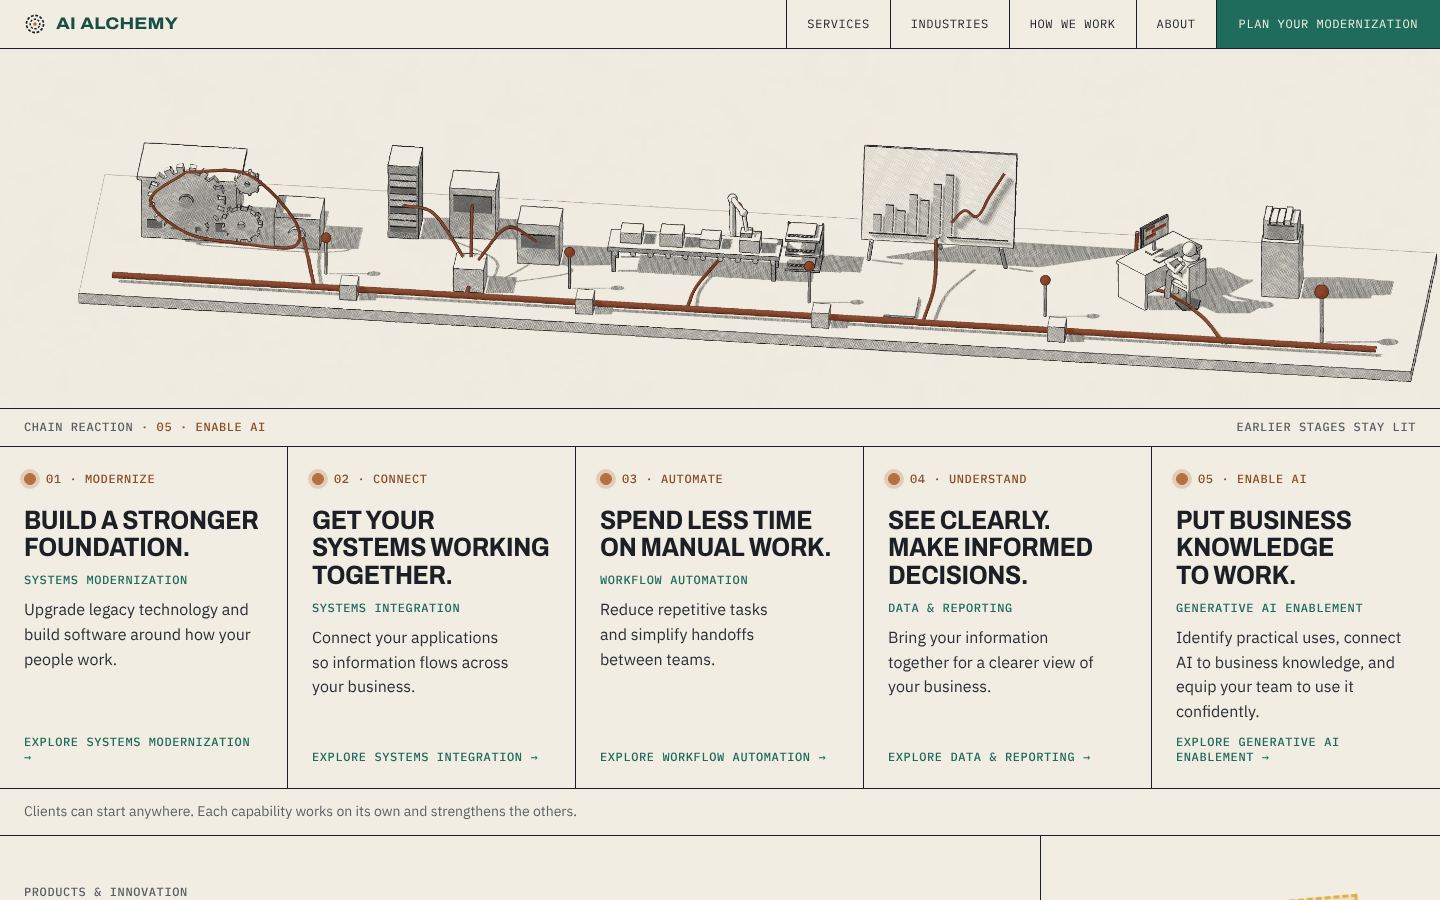 AI ALCHEMY
SERVICES
INDUSTRIES
HOW WE WORK
ABOUT
PLAN YOUR MODERNIZATION
CHAIN REACTION · 05 · ENABLE AI
EARLIER STAGES STAY LIT
01 · MODERNIZE
BUILD A STRONGER
FOUNDATION.
SYSTEMS MODERNIZATION
Upgrade legacy technology and
build software around how your
people work.
EXPLORE SYSTEMS MODERNIZATION
→
02 · CONNECT
GET YOUR
SYSTEMS WORKING
TOGETHER.
SYSTEMS INTEGRATION
Connect your applications
so information flows across
your business.
EXPLORE SYSTEMS INTEGRATION →
03 · AUTOMATE
SPEND LESS TIME
ON MANUAL WORK.
WORKFLOW AUTOMATION
Reduce repetitive tasks
and simplify handoffs
between teams.
EXPLORE WORKFLOW AUTOMATION →
04 · UNDERSTAND
SEE CLEARLY.
MAKE INFORMED
DECISIONS.
DATA & REPORTING
Bring your information
together for a clearer view of
your business.
EXPLORE DATA & REPORTING →
05 · ENABLE AI
PUT BUSINESS
KNOWLEDGE
TO WORK.
GENERATIVE AI ENABLEMENT
Identify practical uses, connect
AI to business knowledge, and
equip your team to use it
confidently.
EXPLORE GENERATIVE AI
ENABLEMENT →
Clients can start anywhere. Each capability works on its own and strengthens the others.
PRODUCTS & INNOVATION